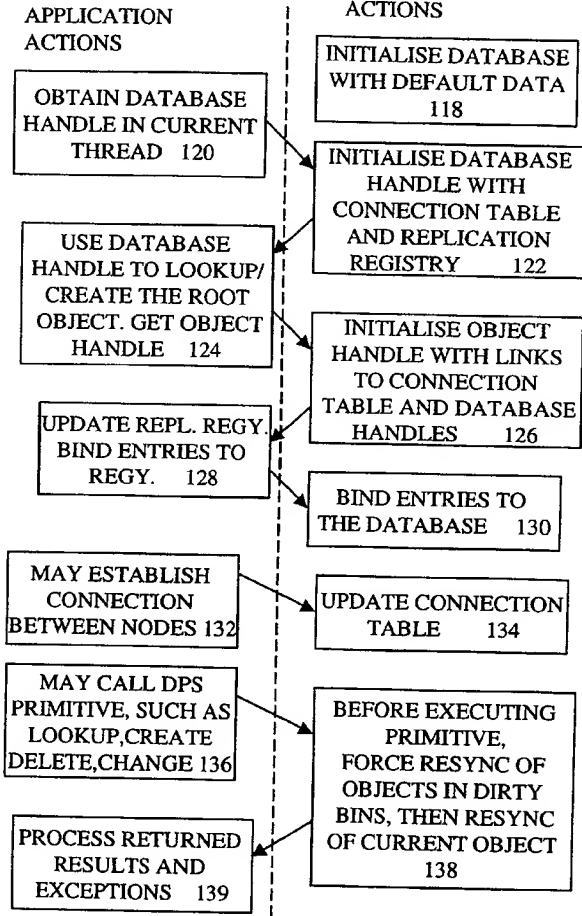 APPLICATION
ACTIONS
ACTIONS
INITIALISE DATABASE
WITH DEFAULT DATA
118
OBTAIN DATABASE
HANDLE IN CURRENT
THREAD 120
INITIALISE DATABASE
HANDLE WITH
CONNECTION TABLE
AND REPLICATION
REGISTRY 122
USE DATABASE
HANDLE TO LOOKUP/
CREATE THE ROOT
OBJECT. GET OBJECT
HANDLE 124
INITIALISE OBJECT
HANDLE WITH LINKS
TO CONNECTION
TABLE AND DATABASE
HANDLES 126
UPDATE REPL. REGY.
BIND ENTRIES TO
REGY. 128
BIND ENTRIES TO
THE DATABASE 130
MAY ESTABLISH
CONNECTION
BETWEEN NODES 132
UPDATE CONNECTION
TABLE 134
MAY CALL DPS
PRIMITIVE, SUCH AS
LOOKUP,CREATE
DELETE,CHANGE 136
BEFORE EXECUTING
PRIMITIVE,
FORCE RESYNC OF
OBJECTS IN DIRTY
BINS, THEN RESYNC
OF CURRENT OBJECT
138
PROCESS RETURNED
RESULTS AND
EXCEPTIONS 139